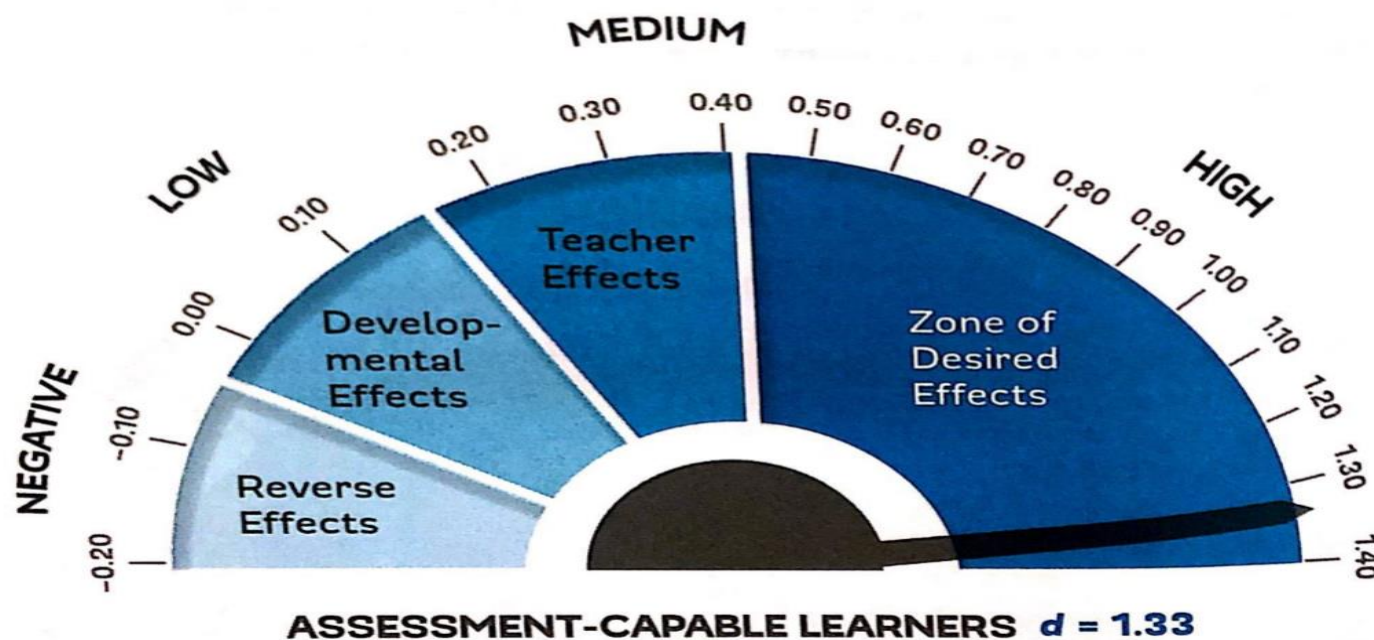 MEDIUM
LOW
HIGH
NEGATIVE
-0.20
-0.10
0.00
0.10
0.20
0.30
0.40
0.50
0.60
0.70
0.80
0.90
1.00
1.10
1.20
1.30
1.40
Reverse
Effects
Develop-
mental
Effects
Teacher
Effects
Zone of
Desired
Effects
ASSESSMENT-CAPABLE LEARNERS d = 1.33